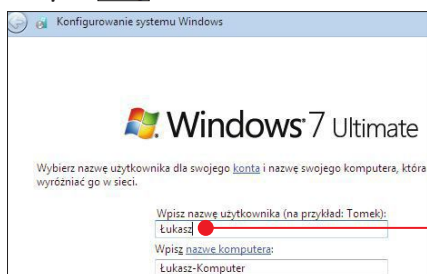 Konfigurowanie systemu Windows
Windows 7 Ultimate
Wybierz nazwę użytkownika dla swojego konta i nazwę swojego komputera, która
wyróżniać go w sieci.
Wpisz nazwę użytkownika (na przykład: Tomek):
Łukasz
Wpisz nazwę komputera:
Łukasz-Komputer